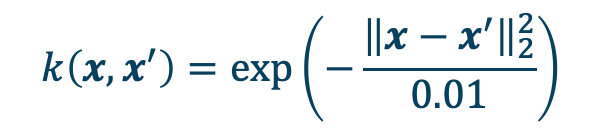 k(x, x′) = exp(−‖x − x′‖₂² / 0.01)